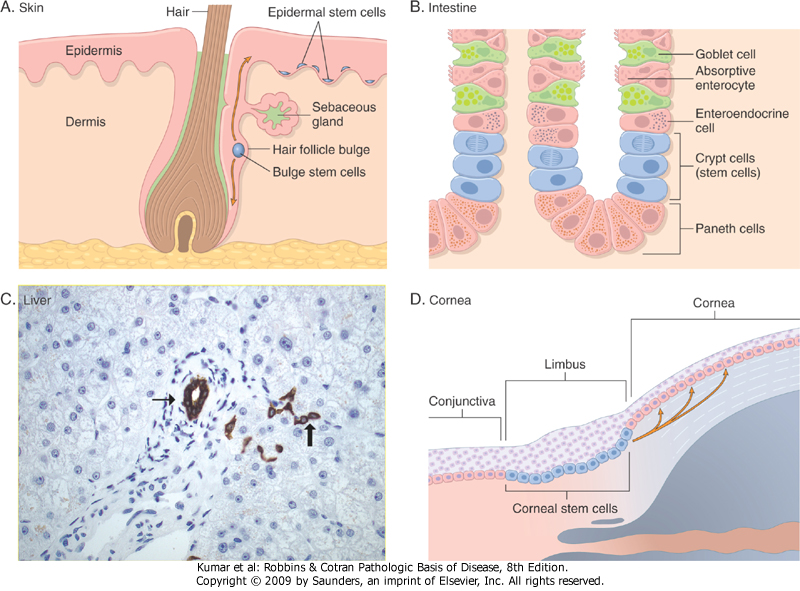 A. Skin
Hair
Epidermal stem cells
Epidermis
Dermis
Sebaceous
gland
Hair follicle bulge
Bulge stem cells
B. Intestine
Goblet cell
Absorptive
enterocyte
Enteroendocrine
cell
Crypt cells
(stem cells)
Paneth cells
C. Liver
D. Cornea
Cornea
Limbus
Conjunctiva
Corneal stem cells
Kumar et al: Robbins & Cotran Pathologic Basis of Disease, 8th Edition.
Copyright © 2009 by Saunders, an imprint of Elsevier, Inc. All rights reserved.